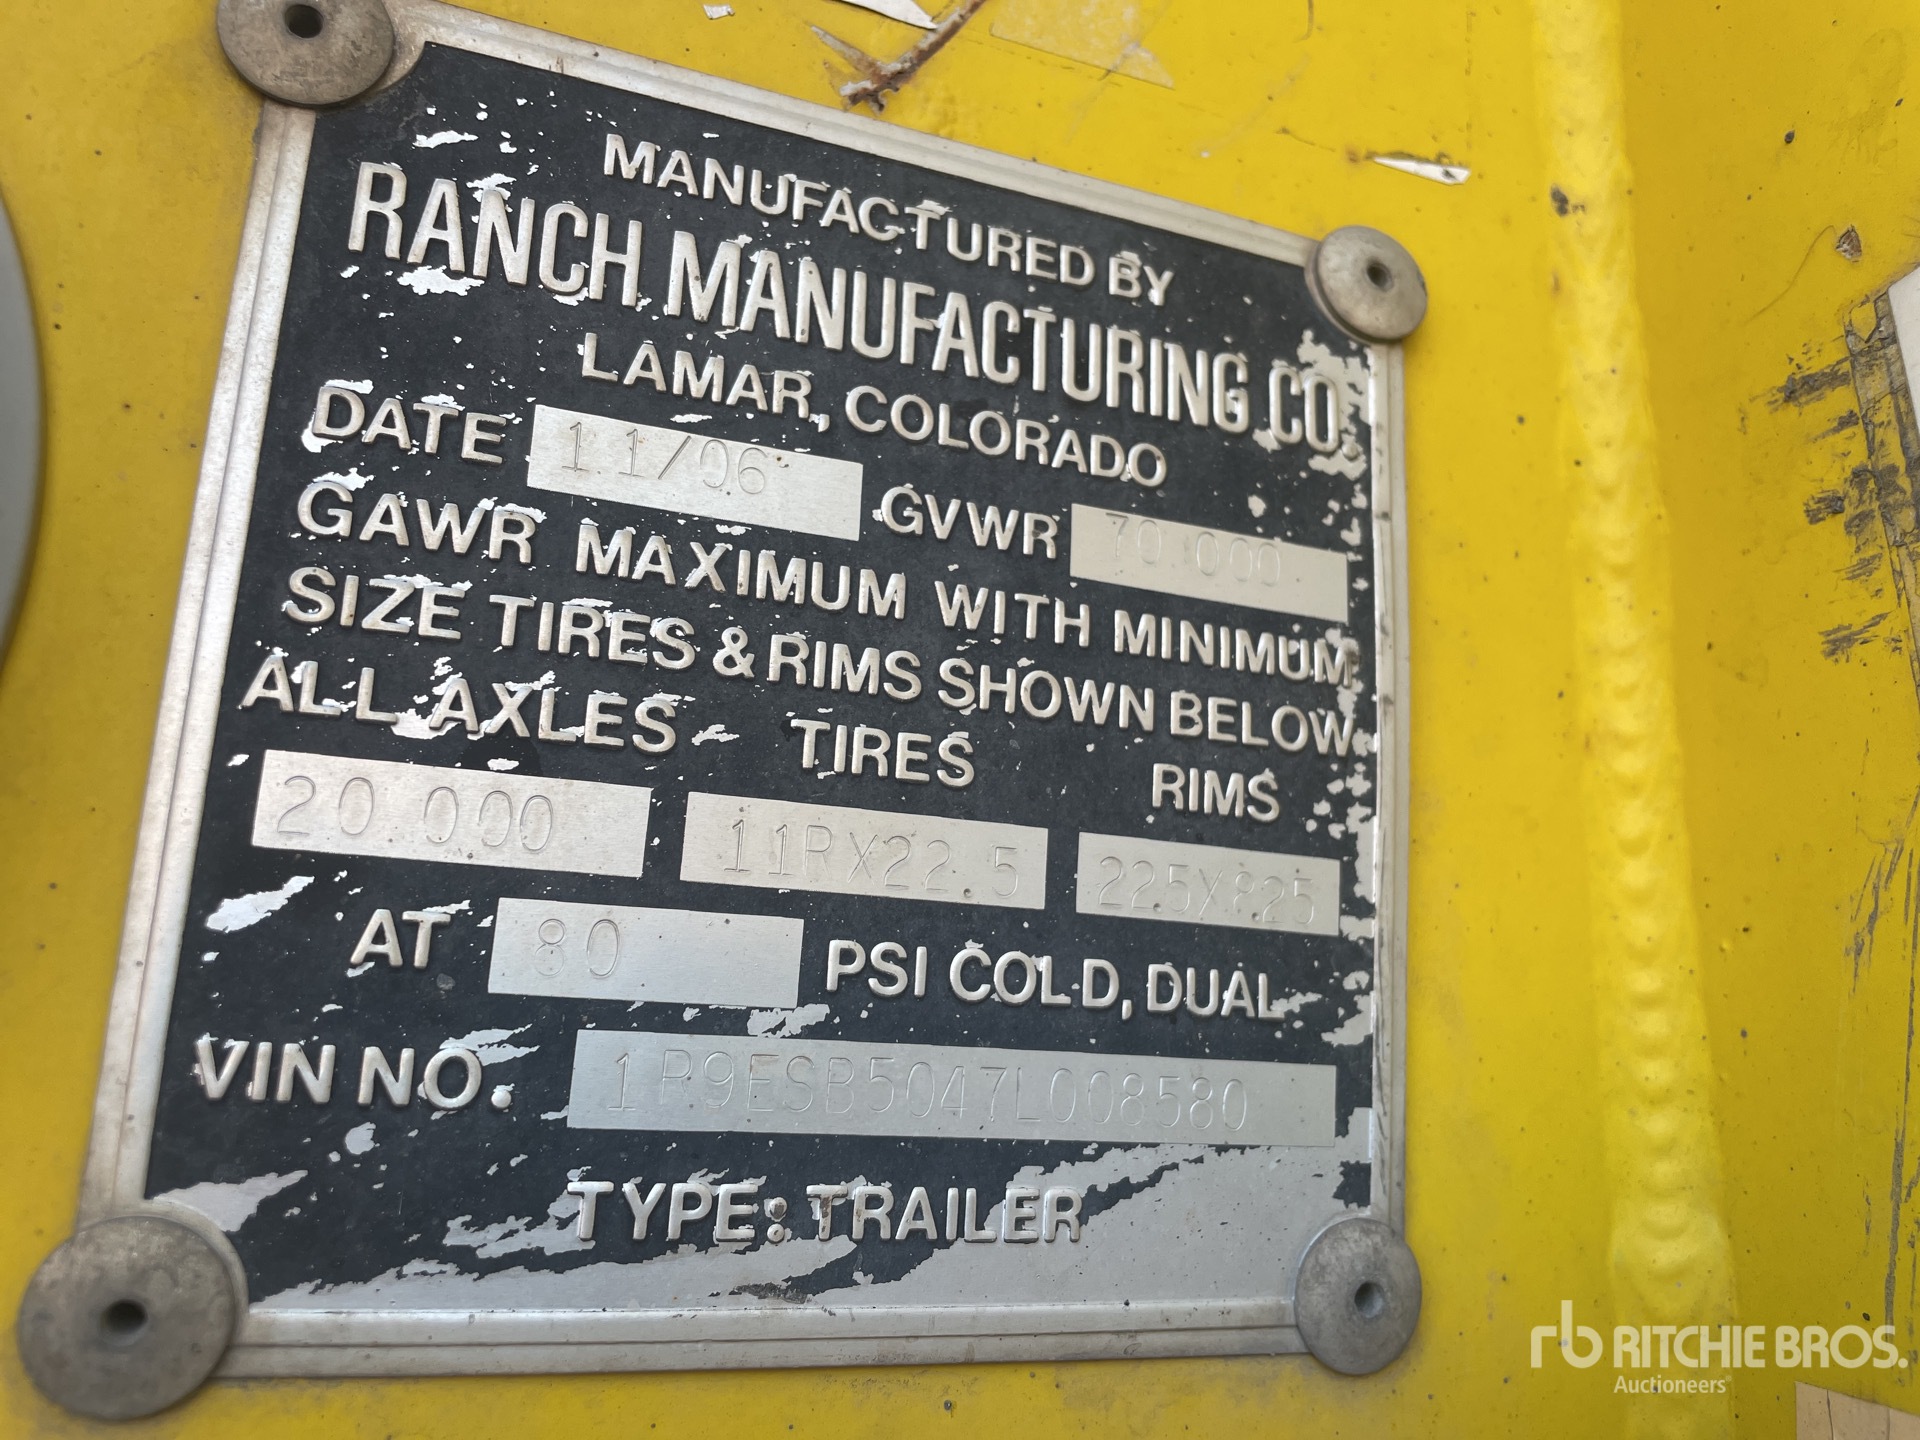 MANUFACTURED BY
RANCH MANUFACTURING CO.
LAMAR, COLORADO
DATE 11/06 GVWR 70 000
GAWR MAXIMUM WITH MINIMUM
SIZE TIRES & RIMS SHOWN BELOW
ALL AXLES - TIRES RIMS
20 000 11RX22.5 225X825
AT 80 PSI COLD, DUAL
VIN NO. 1R9ESB5047L008580
TYPE: TRAILER
rb RITCHIE BROS.
Auctioneers